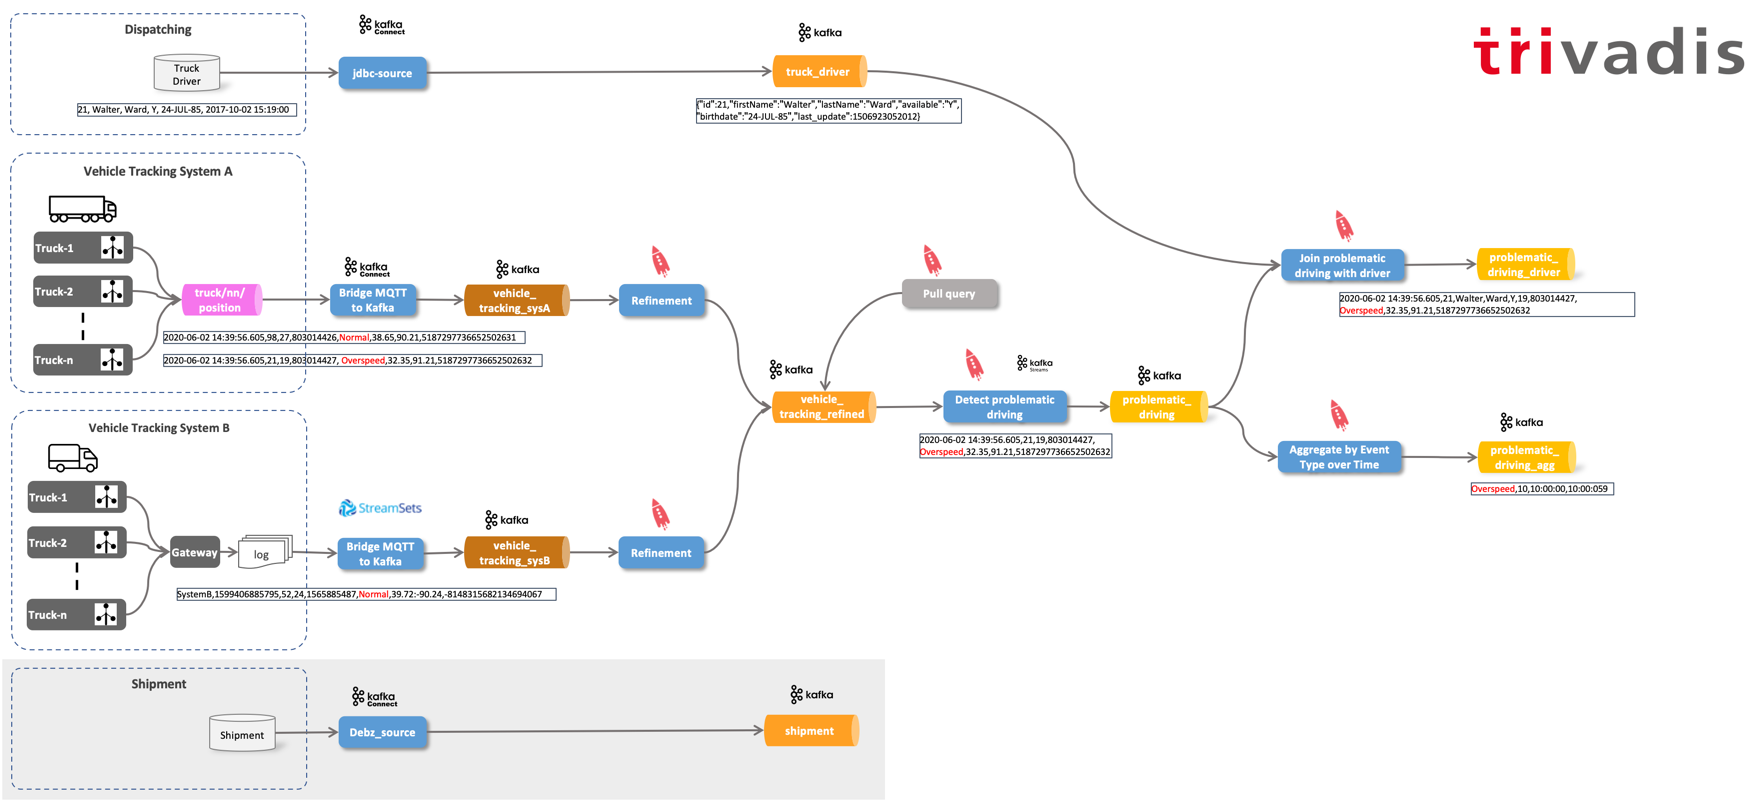 Dispatching
Truck
Driver
21, Walter, Ward, Y, 24-JUL-85, 2017-10-02 15:19:00
kafka
Connect
jdbc-source
kafka
truck_driver
{"id":21,"firstName":"Walter","lastName":"Ward","available":"Y",
"birthdate":"24-JUL-85","last_update":1506923052012}
trivadis
Vehicle Tracking System A
Truck-1
Truck-2
Truck-n
truck/nn/
position
kafka
Connect
Bridge MQTT
to Kafka
kafka
vehicle_
tracking_sysA
Refinement
2020-06-02 14:39:56.605,98,27,803014426,Normal,38.65,90.21,5187297736652502631
2020-06-02 14:39:56.605,21,19,803014427, Overspeed,32.35,91.21,5187297736652502632
Pull query
kafka
vehicle_
tracking_refined
kafka
Streams
Detect problematic
driving
2020-06-02 14:39:56.605,21,19,803014427,
Overspeed,32.35,91.21,5187297736652502632
kafka
problematic_
driving
Join problematic
driving with driver
problematic_
driving_driver
2020-06-02 14:39:56.605,21,Walter,Ward,Y,19,803014427,
Overspeed,32.35,91.21,5187297736652502632
Aggregate by Event
Type over Time
kafka
problematic_
driving_agg
Overspeed,10,10:00:00,10:00:059
Vehicle Tracking System B
Truck-1
Truck-2
Truck-n
Gateway
log
StreamSets
Bridge MQTT
to Kafka
kafka
vehicle_
tracking_sysB
Refinement
SystemB,1599406885795,52,24,1565885487,Normal,39.72:-90.24,-8148315682134694067
Shipment
Shipment
kafka
Connect
Debz_source
kafka
shipment